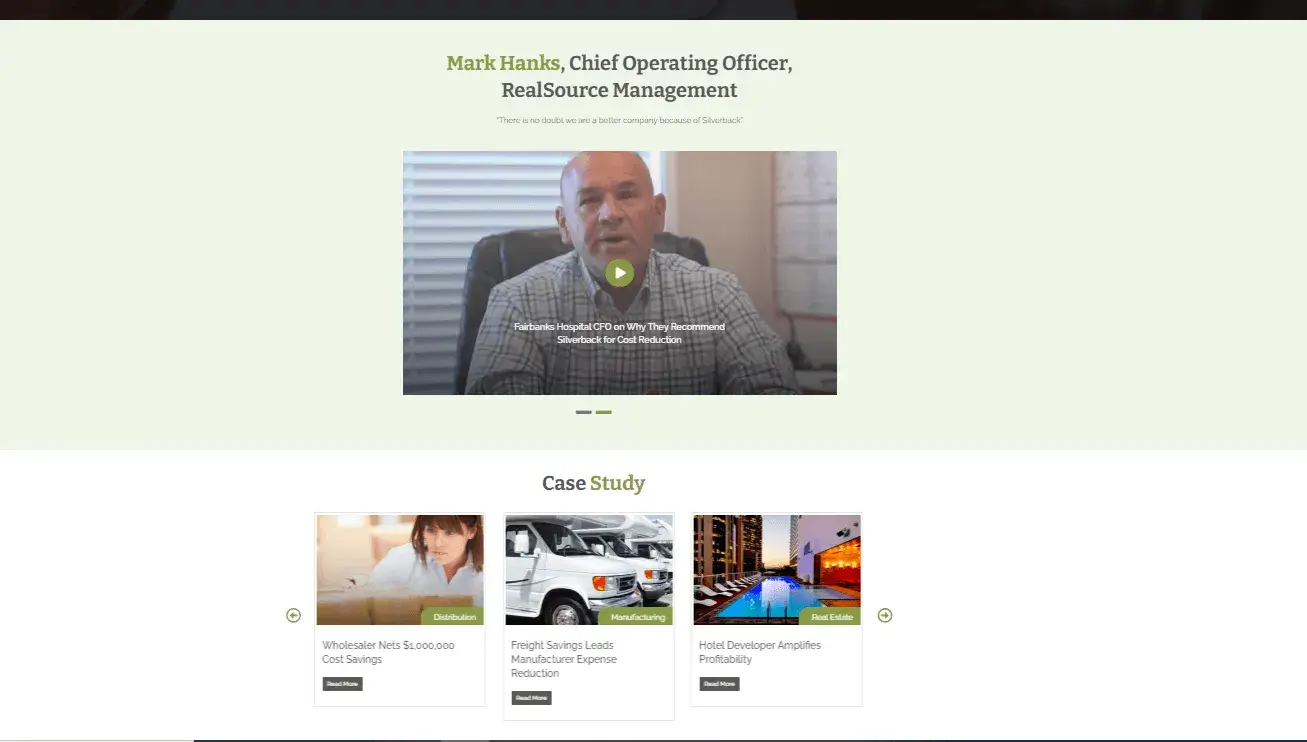 Mark Hanks, Chief Operating Officer,
RealSource Management
"There is no doubt we are a better company because of Silverback"
Fairbanks Hospital CFO on Why They Recommend
Silverback for Cost Reduction
Case Study
Distribution
Wholesaler Nets $1,000,000
Cost Savings
Read More
Manufacturing
Freight Savings Leads
Manufacturer Expense
Reduction
Read More
Real Estate
Hotel Developer Amplifies
Profitability
Read More